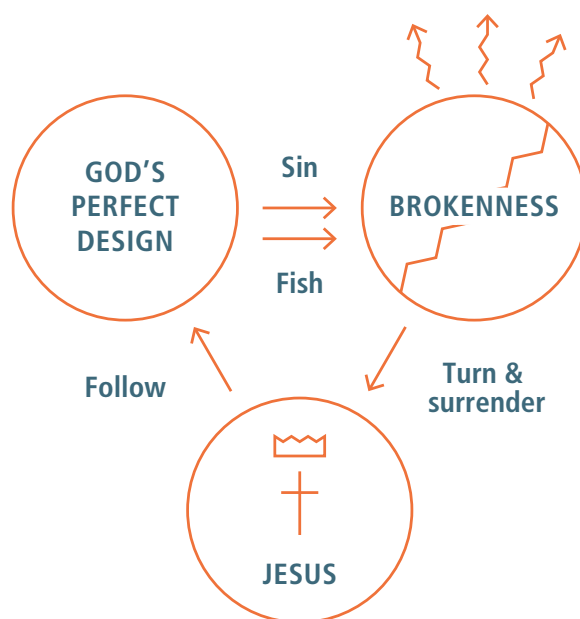 GOD'S
PERFECT
DESIGN
Sin
Fish
BROKENNESS
Turn &
surrender
Follow
JESUS